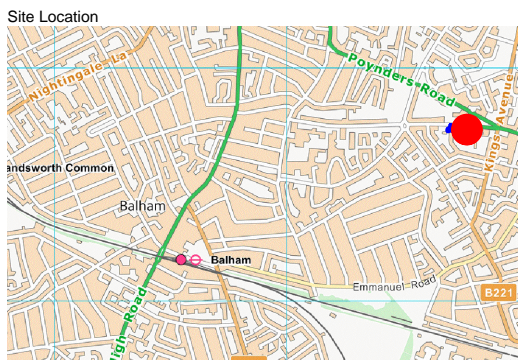 Site Location
Nightingale La
Poynders Road
Kings Avenue
andsworth Common
Balham
Balham
Emmanuel Road
B221
High Road